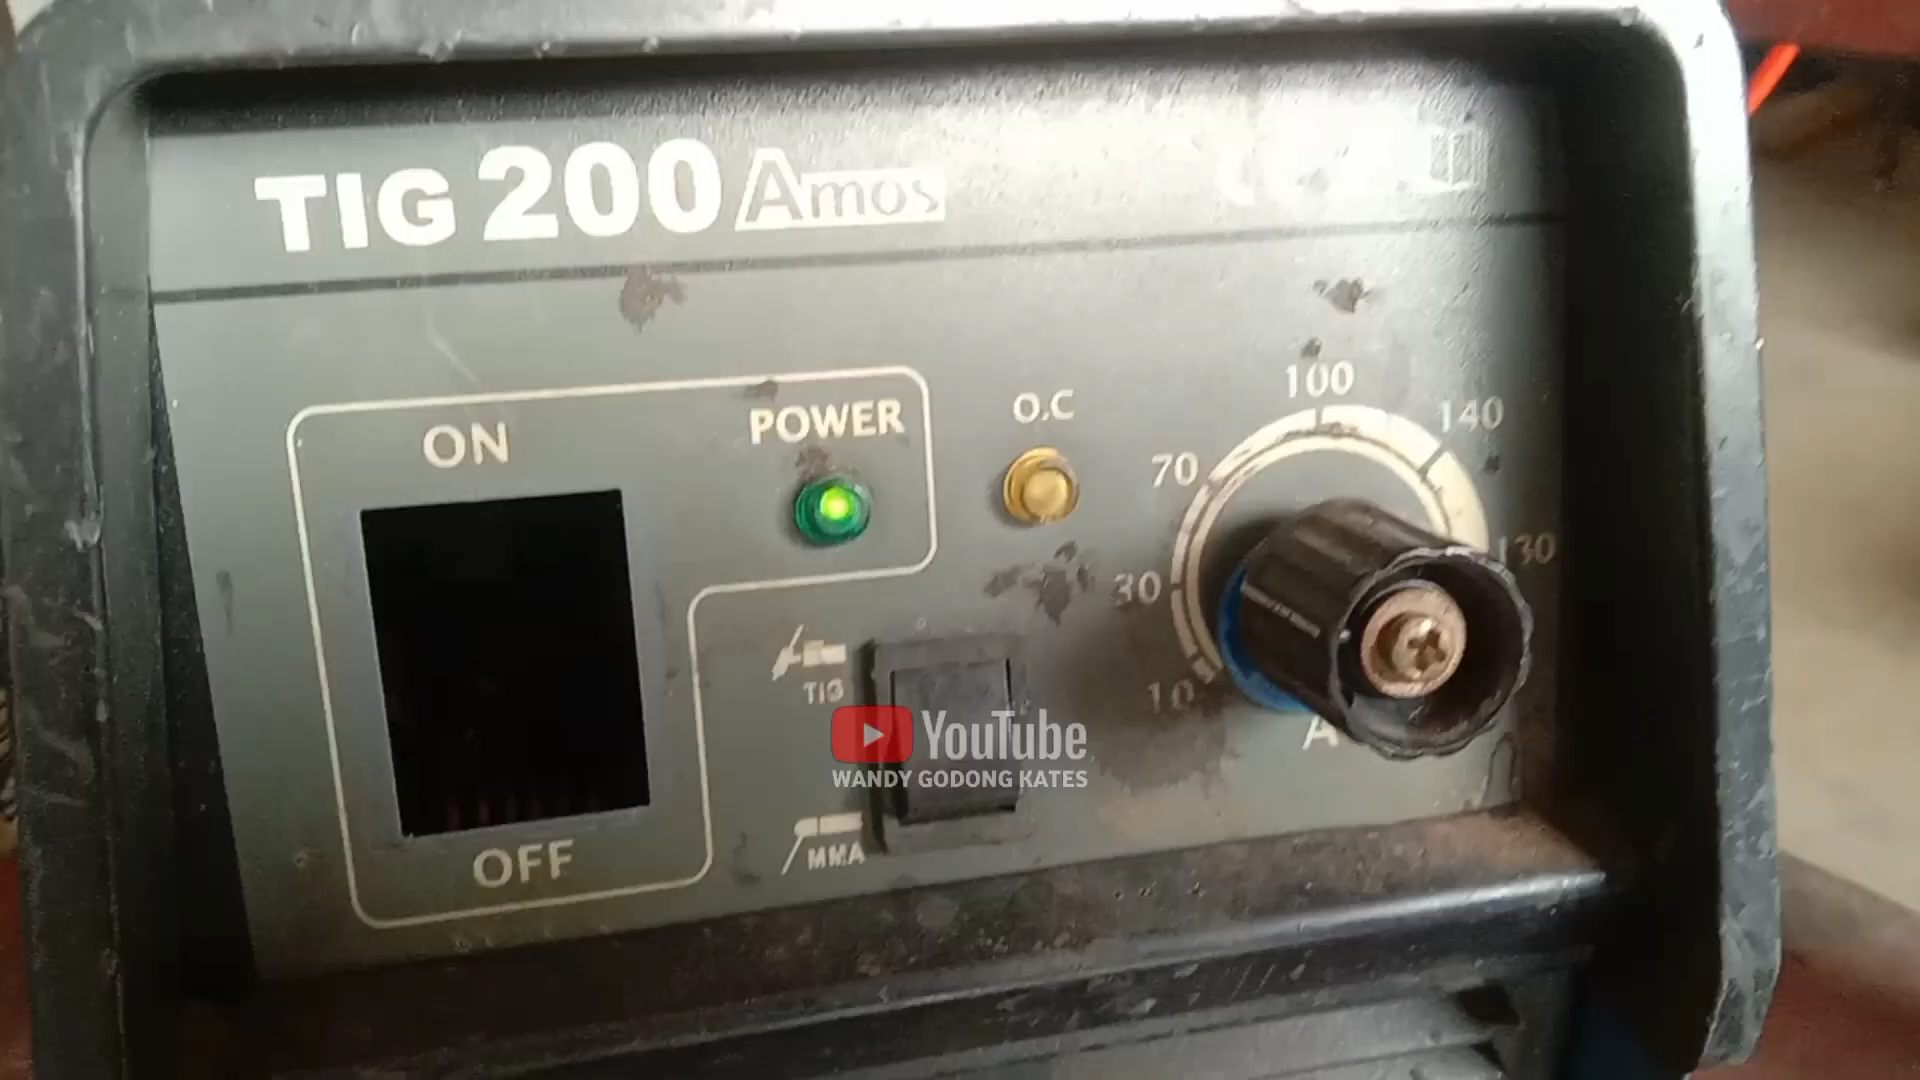 TIG 200 Amos
ON
POWER
O.C
100
140
70
130
30
10
A
TIG
YouTube
WANDY GODONG KATES
MMA
OFF